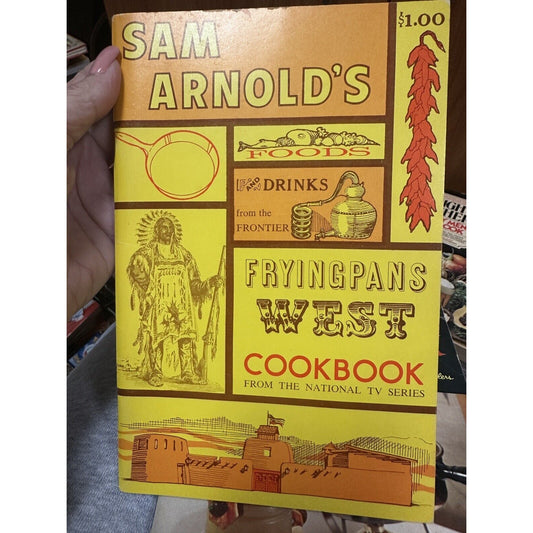 SAM
ARNOLD'S
$1.00
FOODS
AND DRINKS
from the
FRONTIER
FRYINGPANS
WEST
COOKBOOK
FROM THE NATIONAL TV SERIES